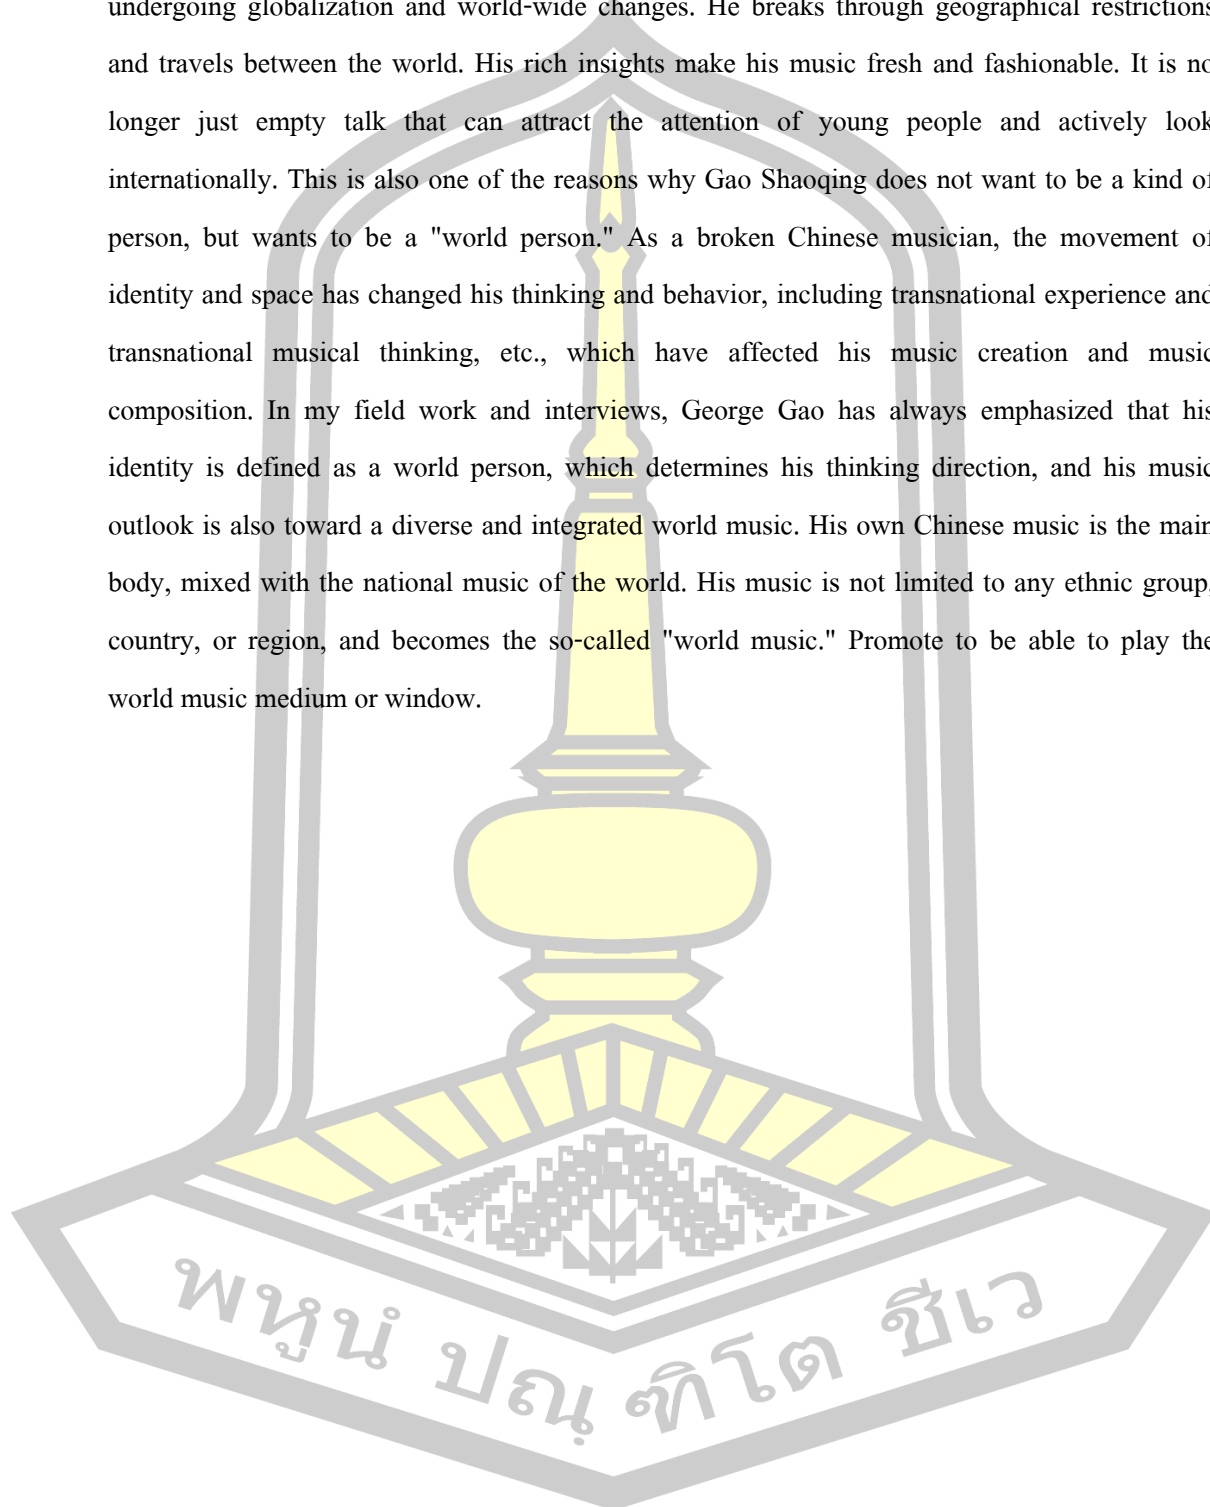 undergoing globalization and world-wide changes. He breaks through geographical restrictions
and travels between the world. His rich insights make his music fresh and fashionable. It is no
longer just empty talk that can attract the attention of young people and actively look
internationally. This is also one of the reasons why Gao Shaoqing does not want to be a kind of
person, but wants to be a "world person." As a broken Chinese musician, the movement of
identity and space has changed his thinking and behavior, including transnational experience and
transnational musical thinking, etc., which have affected his music creation and music
composition. In my field work and interviews, George Gao has always emphasized that his
identity is defined as a world person, which determines his thinking direction, and his music
outlook is also toward a diverse and integrated world music. His own Chinese music is the main
body, mixed with the national music of the world. His music is not limited to any ethnic group,
country, or region, and becomes the so-called "world music." Promote to be able to play the
world music medium or window.
พหูนํ ปณฺฑิโต ชีเว